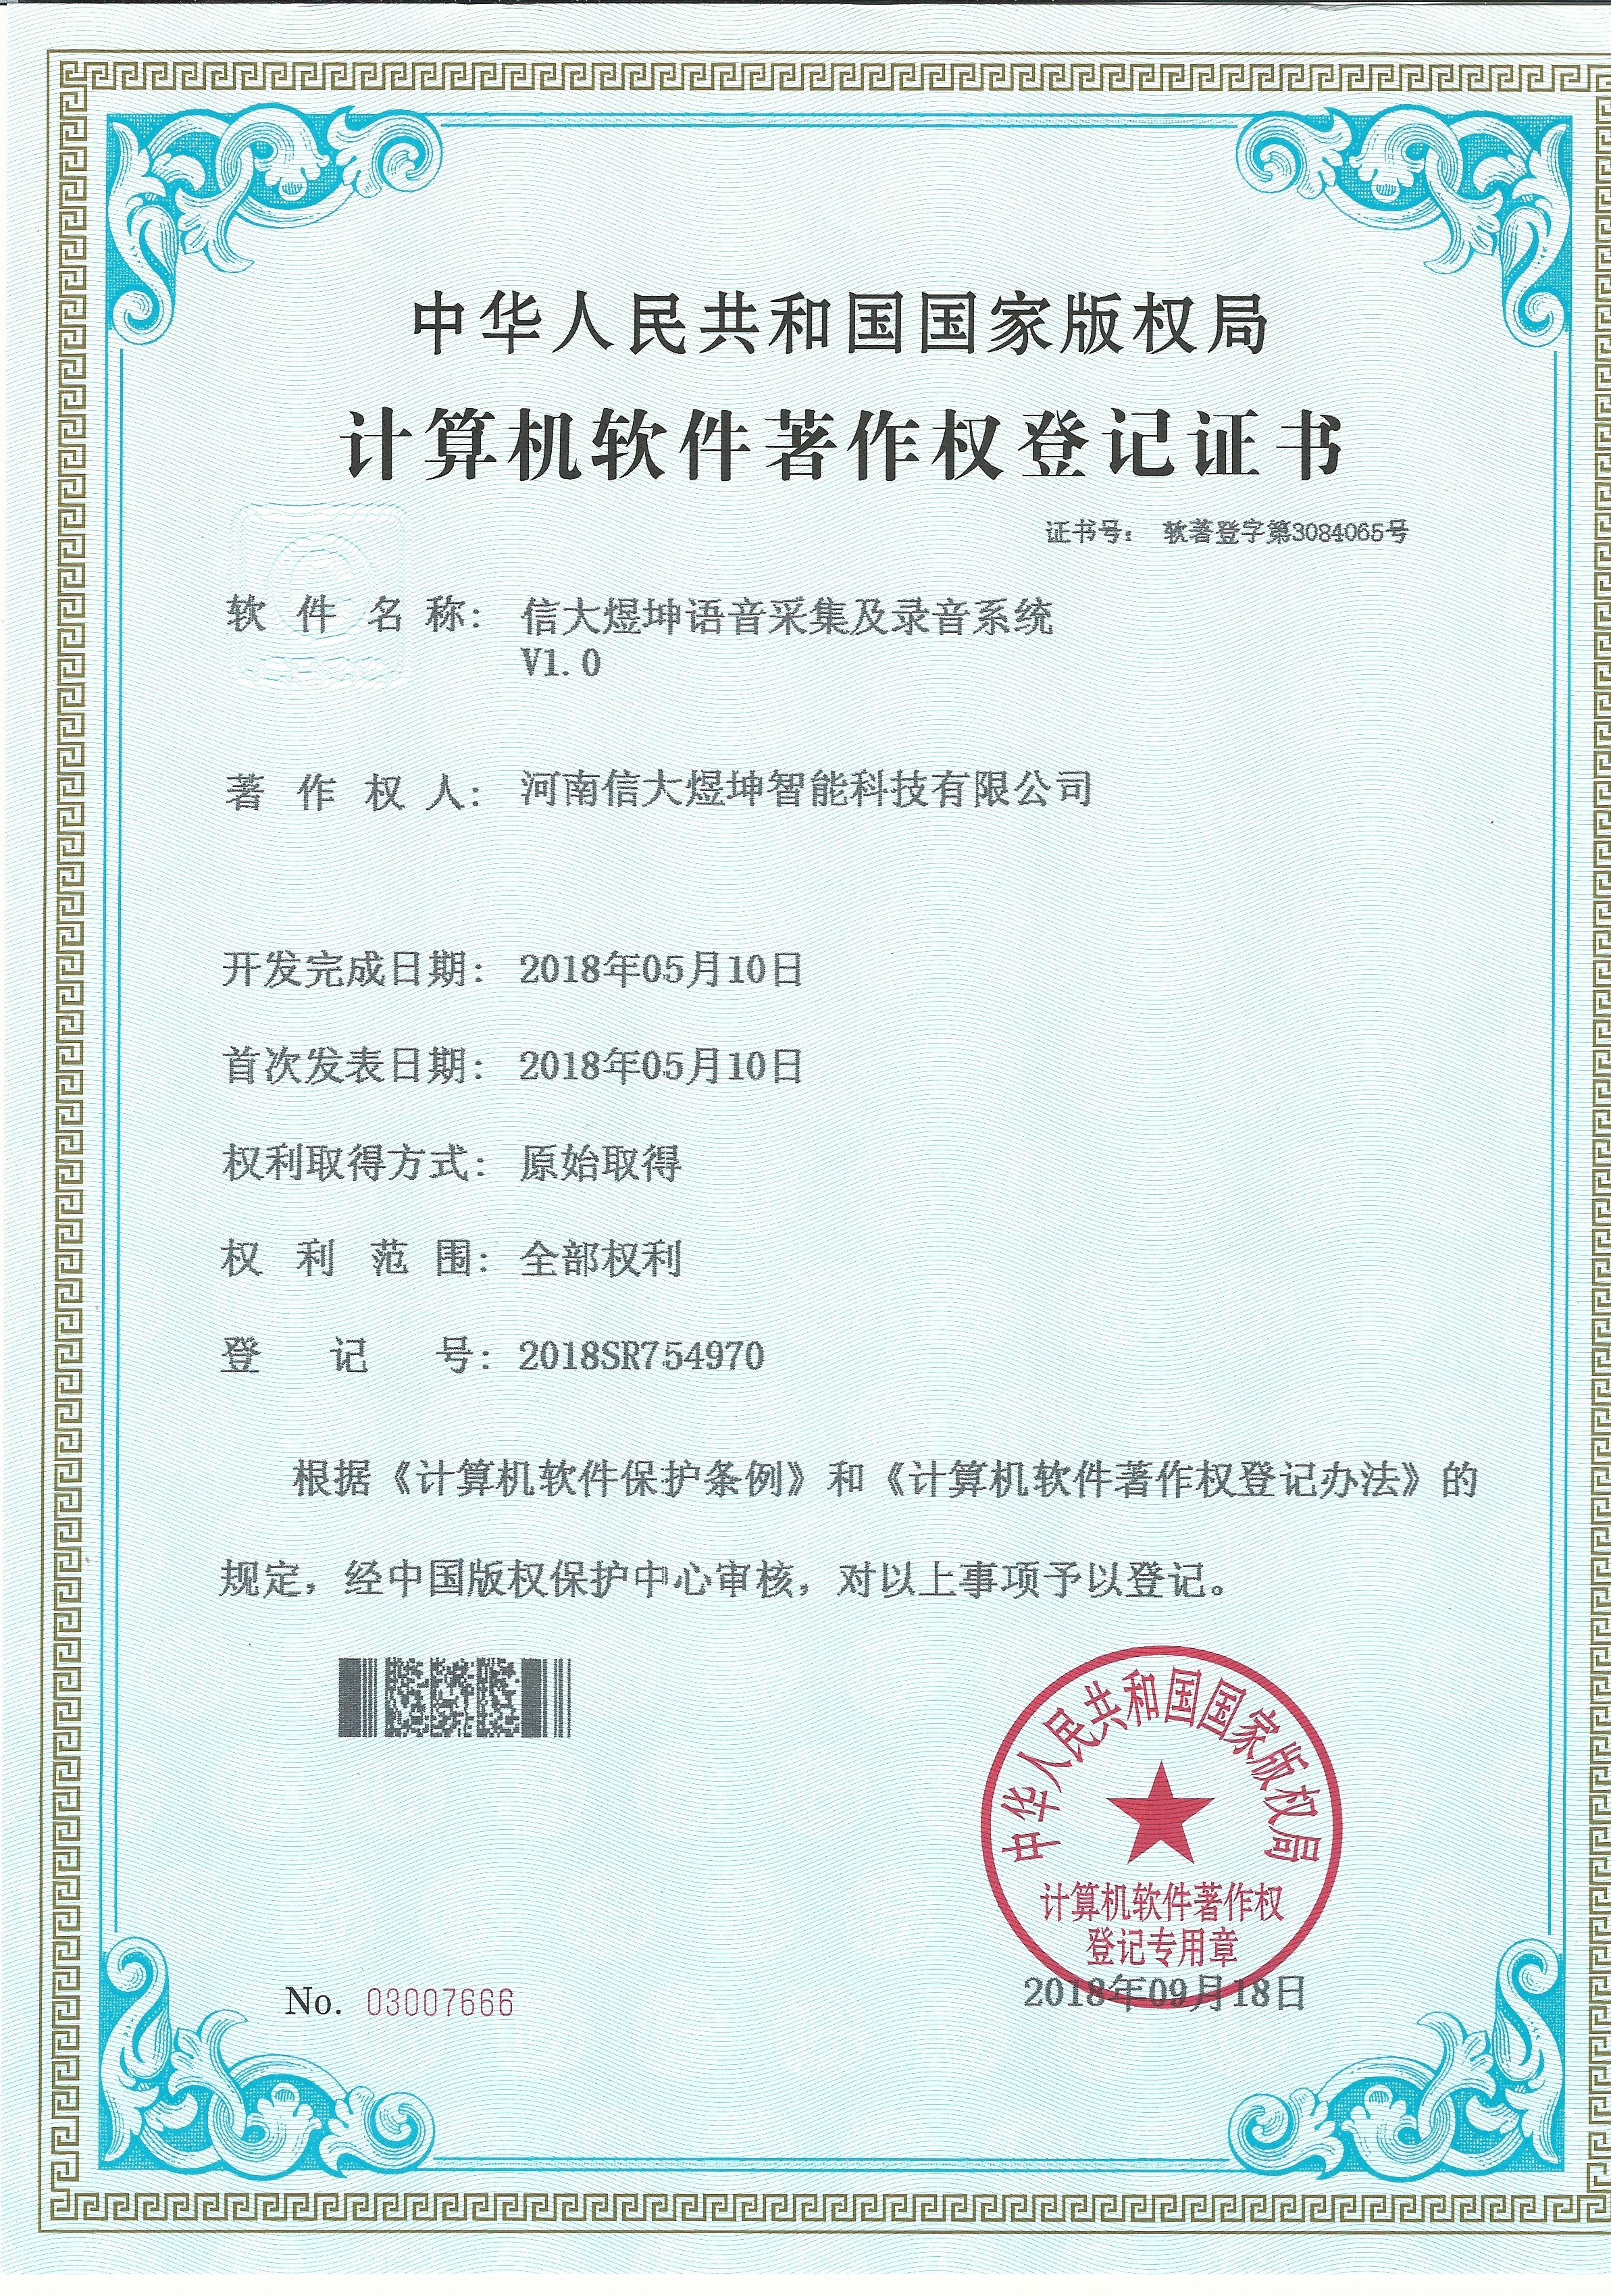 中华人民共和国国家版权局
计算机软件著作权登记证书
证书号： 软著登字第3084065号
软件名称： 信大煜坤语音采集及录音系统
V1.0
著作权人： 河南信大煜坤智能科技有限公司
开发完成日期： 2018年05月10日
首次发表日期： 2018年05月10日
权利取得方式： 原始取得
权利范围： 全部权利
登记号： 2018SR754970
根据《计算机软件保护条例》和《计算机软件著作权登记办法》的
规定，经中国版权保护中心审核，对以上事项予以登记。
中华人民共和国国家版权局
计算机软件著作权
登记专用章
No. 03007666
2018年09月18日